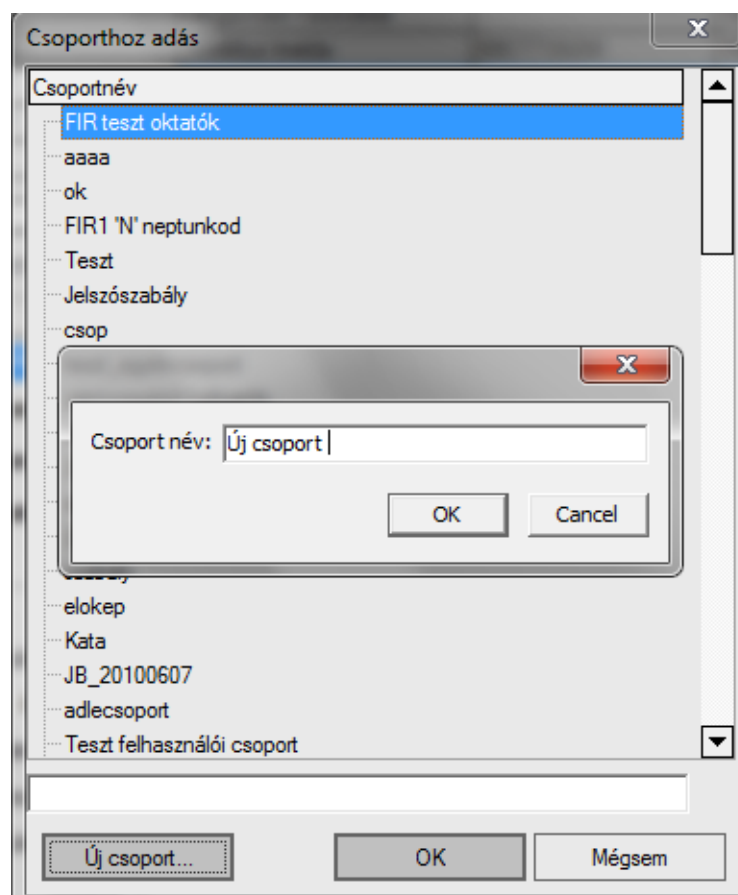 Csoporthoz adás
Csoportnév
FIR teszt oktatók
aaaa
ok
FIR1 "N" neptunkod
Teszt
Jelszószabály
csop
Csoport név: Új csoport
OK Cancel
elokep
Kata
JB_20100607
adlecsoport
Teszt felhasználói csoport
Új csoport... OK Mégsem